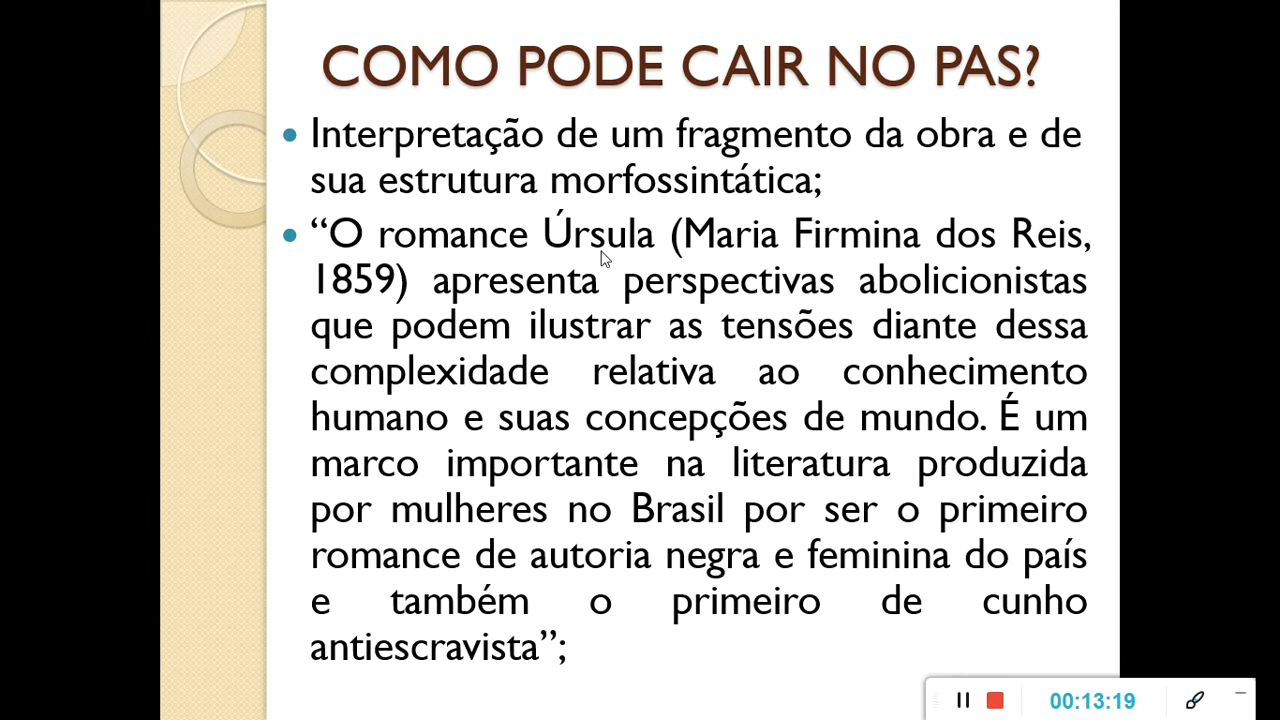 COMO PODE CAIR NO PAS?
• Interpretação de um fragmento da obra e de
sua estrutura morfossintática;
• “O romance Úrsula (Maria Firmina dos Reis,
1859) apresenta perspectivas abolicionistas
que podem ilustrar as tensões diante dessa
complexidade relativa ao conhecimento
humano e suas concepções de mundo. É um
marco importante na literatura produzida
por mulheres no Brasil por ser o primeiro
romance de autoria negra e feminina do país
e também o primeiro de cunho
antiescravista”;
00:13:19